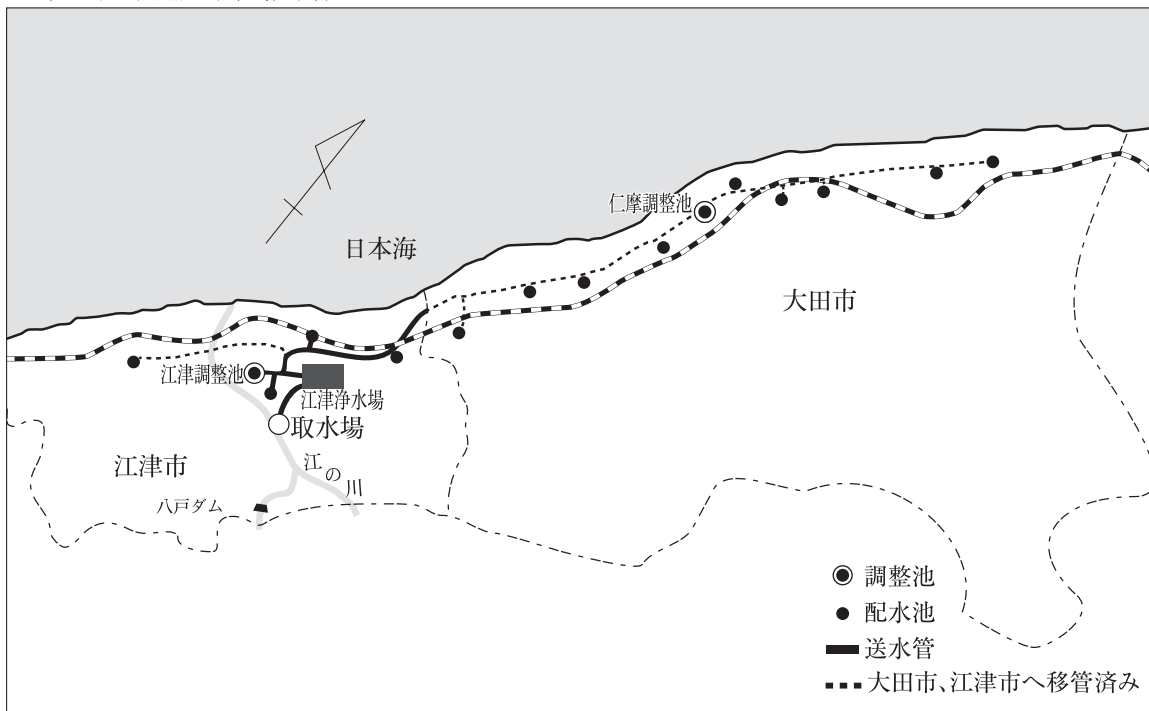 日本海
仁摩調整池
大田市
江津調整池
江津浄水場
取水場
江津市
江の川
八戸ダム
調整池
配水池
送水管
大田市、江津市へ移管済み